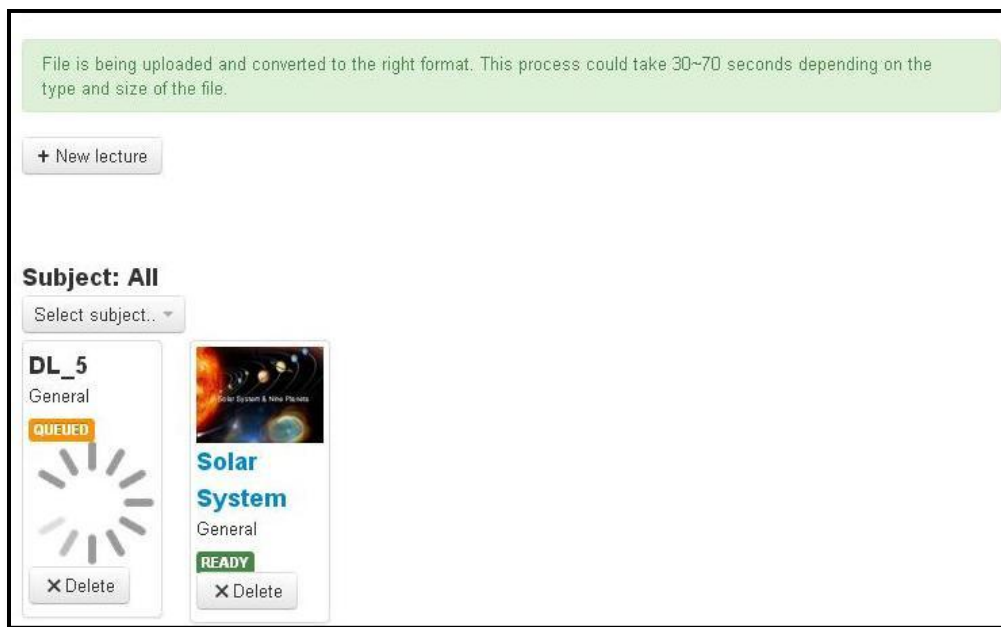 File is being uploaded and converted to the right format. This process could take 30~70 seconds depending on the
type and size of the file.
+ New lecture
Subject: All
Select subject..
DL_5
General
QUEUED
Delete
Solar System & Nine Planets
Solar
System
General
READY
Delete